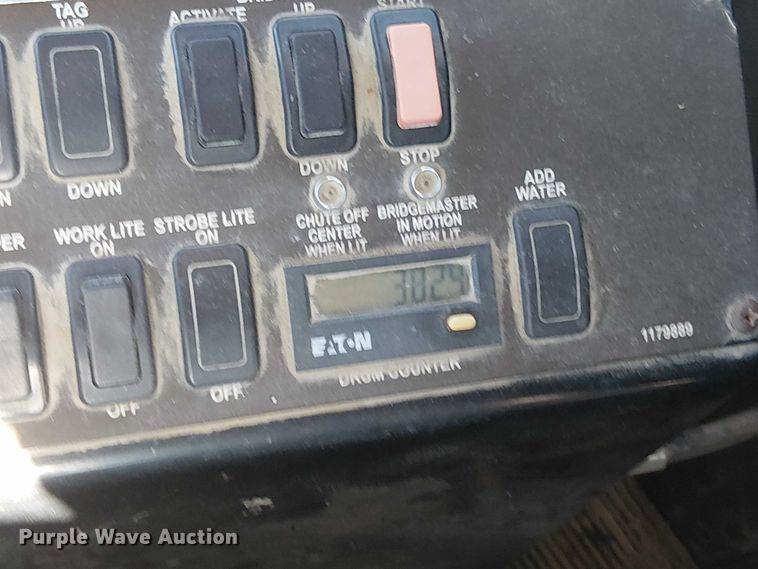 TAG
UP
ACTIVATE
UP
START
DOWN
DOWN
STOP
ADD
WATER
WORK LITE
ON
STROBE LITE
ON
CHUTE OFF
CENTER
WHEN LIT
BRIDGEMASTER
IN MOTION
WHEN LIT
3029
EATON
DRUM COUNTER
1179889
OFF
OFF
Purple Wave Auction